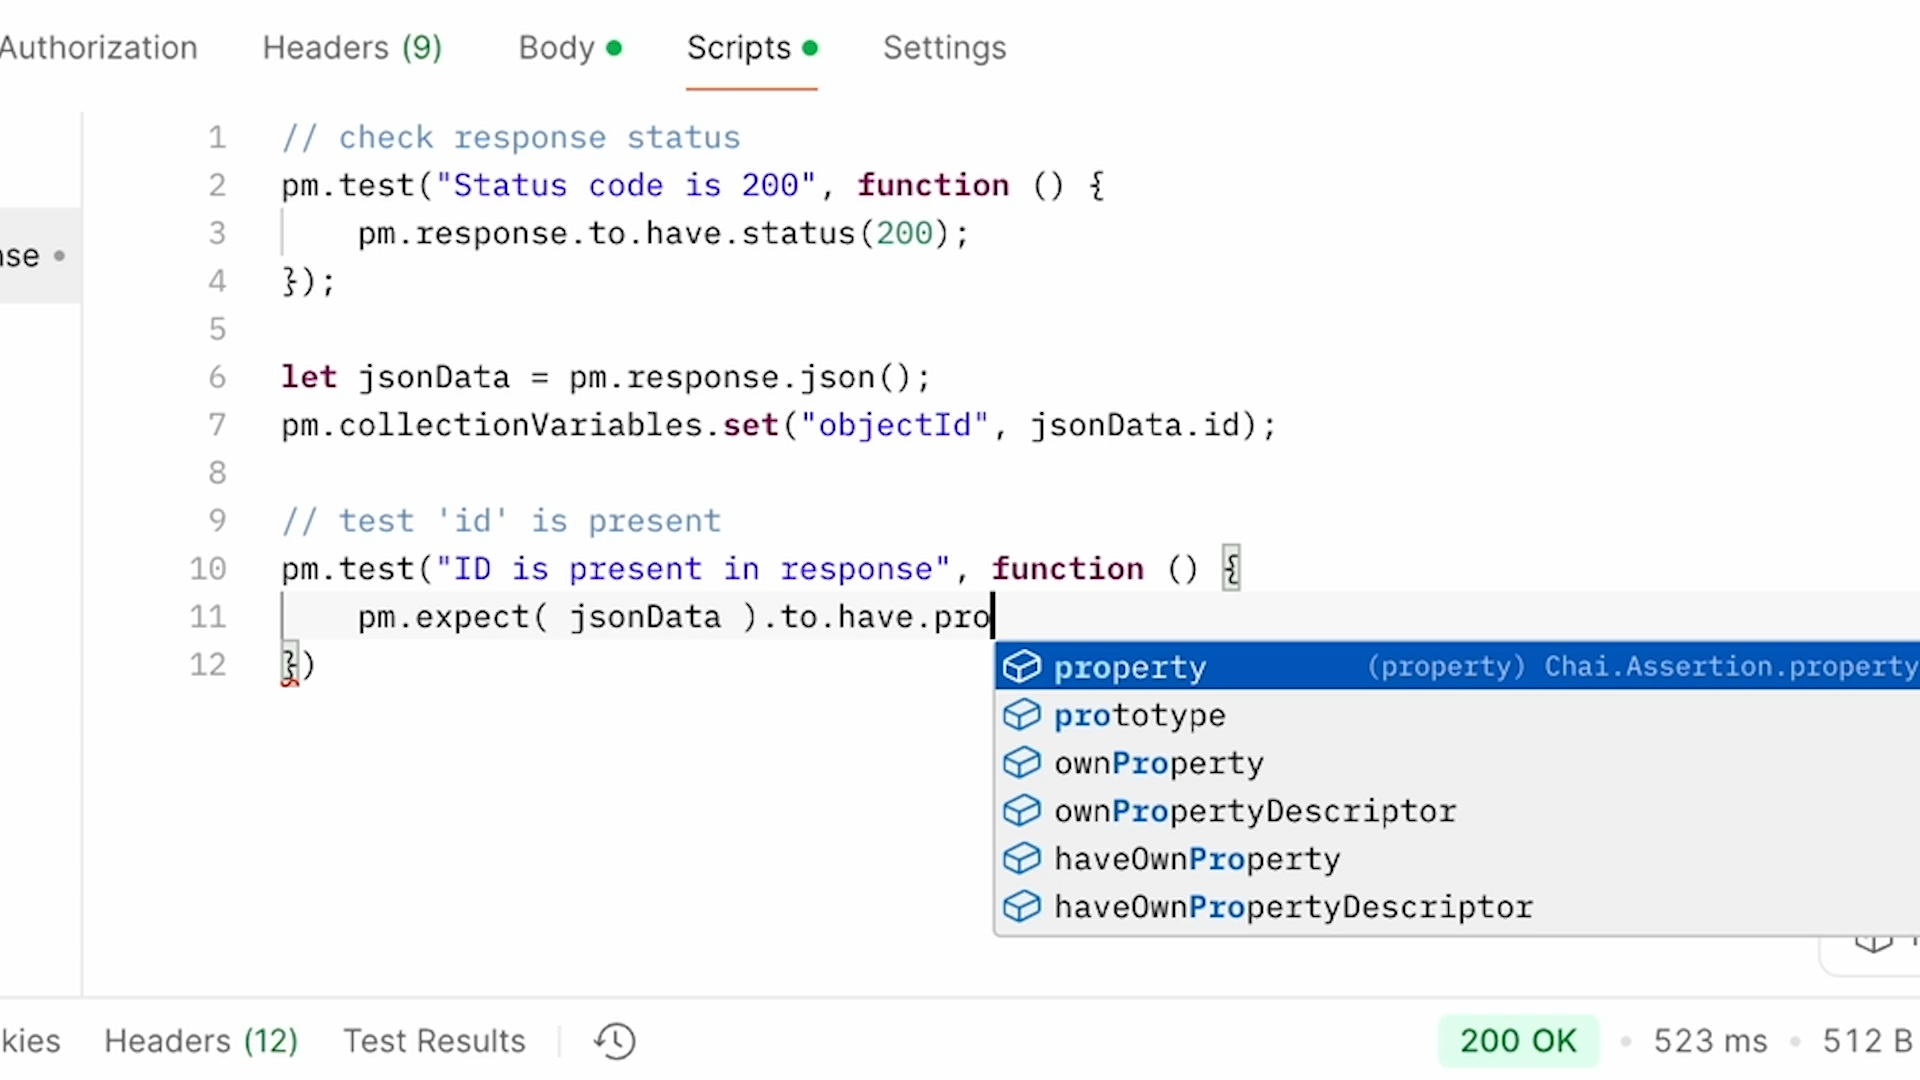 Authorization Headers (9) Body Scripts Settings
1 // check response status
2 pm.test("Status code is 200", function () {
3 pm.response.to.have.status(200);
nse
4 });
5
6 let jsonData = pm.response.json();
7 pm.collectionVariables.set("objectId", jsonData.id);
8
9 // test 'id' is present
10 pm.test("ID is present in response", function () {
11 pm.expect( jsonData ).to.have.pro
12 })
property (property) Chai.Assertion.property
prototype
ownProperty
ownPropertyDescriptor
haveOwnProperty
haveOwnPropertyDescriptor
kies Headers (12) Test Results 200 OK • 523 ms • 512 B